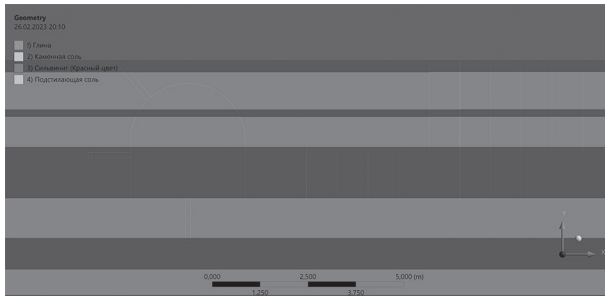 Geometry
26.02.2023 20:10
1) Глина
2) Каменная соль
3) Сильвинит (Красный цвет)
4) Подстилающая соль
Y
X
0,000 2,500 5,000 (m)
1,250 3,750